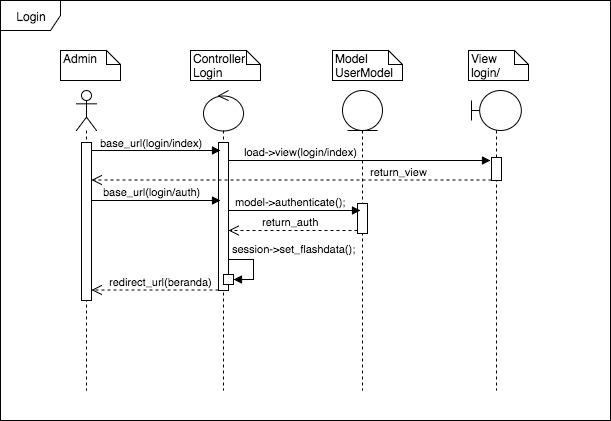 Login
Admin
Controller
Login
Model
UserModel
View
login/
base_url(login/index)
load->view(login/index)
return_view
base_url(login/auth)
model->authenticate();
return_auth
session->set_flashdata();
redirect_url(beranda)